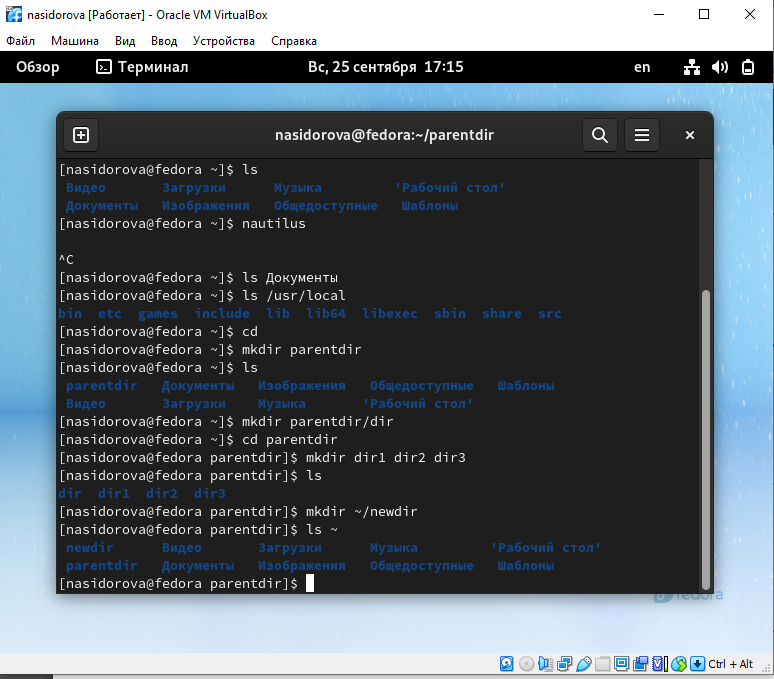 nasidorova [Работает] - Oracle VM VirtualBox
Файл Машина Вид Ввод Устройства Справка
Обзор Терминал Вс, 25 сентября 17:15 en
nasidorova@fedora:~/parentdir
[nasidorova@fedora ~]$ ls
Видео Загрузки Музыка 'Рабочий стол'
Документы Изображения Общедоступные Шаблоны
[nasidorova@fedora ~]$ nautilus
^C
[nasidorova@fedora ~]$ ls Документы
[nasidorova@fedora ~]$ ls /usr/local
bin etc games include lib lib64 libexec sbin share src
[nasidorova@fedora ~]$ cd
[nasidorova@fedora ~]$ mkdir parentdir
[nasidorova@fedora ~]$ ls
parentdir Документы Изображения Общедоступные Шаблоны
Видео Загрузки Музыка 'Рабочий стол'
[nasidorova@fedora ~]$ mkdir parentdir/dir
[nasidorova@fedora ~]$ cd parentdir
[nasidorova@fedora parentdir]$ mkdir dir1 dir2 dir3
[nasidorova@fedora parentdir]$ ls
dir dir1 dir2 dir3
[nasidorova@fedora parentdir]$ mkdir ~/newdir
[nasidorova@fedora parentdir]$ ls ~
newdir Видео Загрузки Музыка 'Рабочий стол'
parentdir Документы Изображения Общедоступные Шаблоны
[nasidorova@fedora parentdir]$
fedora
Ctrl + Alt